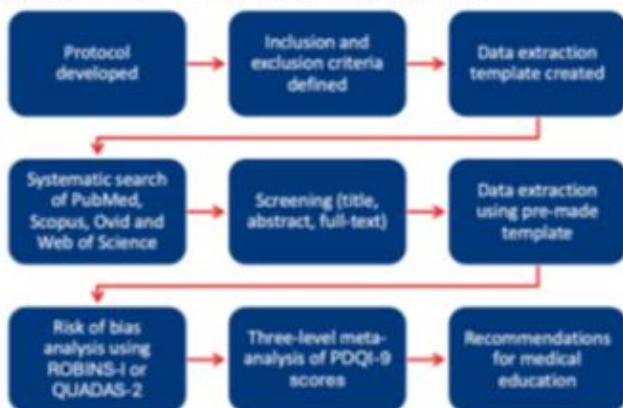 Protocol
developed
Inclusion and
exclusion criteria
defined
Data extraction
template created
Systematic search
of PubMed,
Scopus, Ovid and
Web of Science
Screening (title,
abstract, full-text)
Data extraction
using pre-made
template
Risk of bias
analysis using
ROBINS-I or
QUADAS-2
Three-level meta-
analysis of PDQI-9
scores
Recommendations
for medical
education